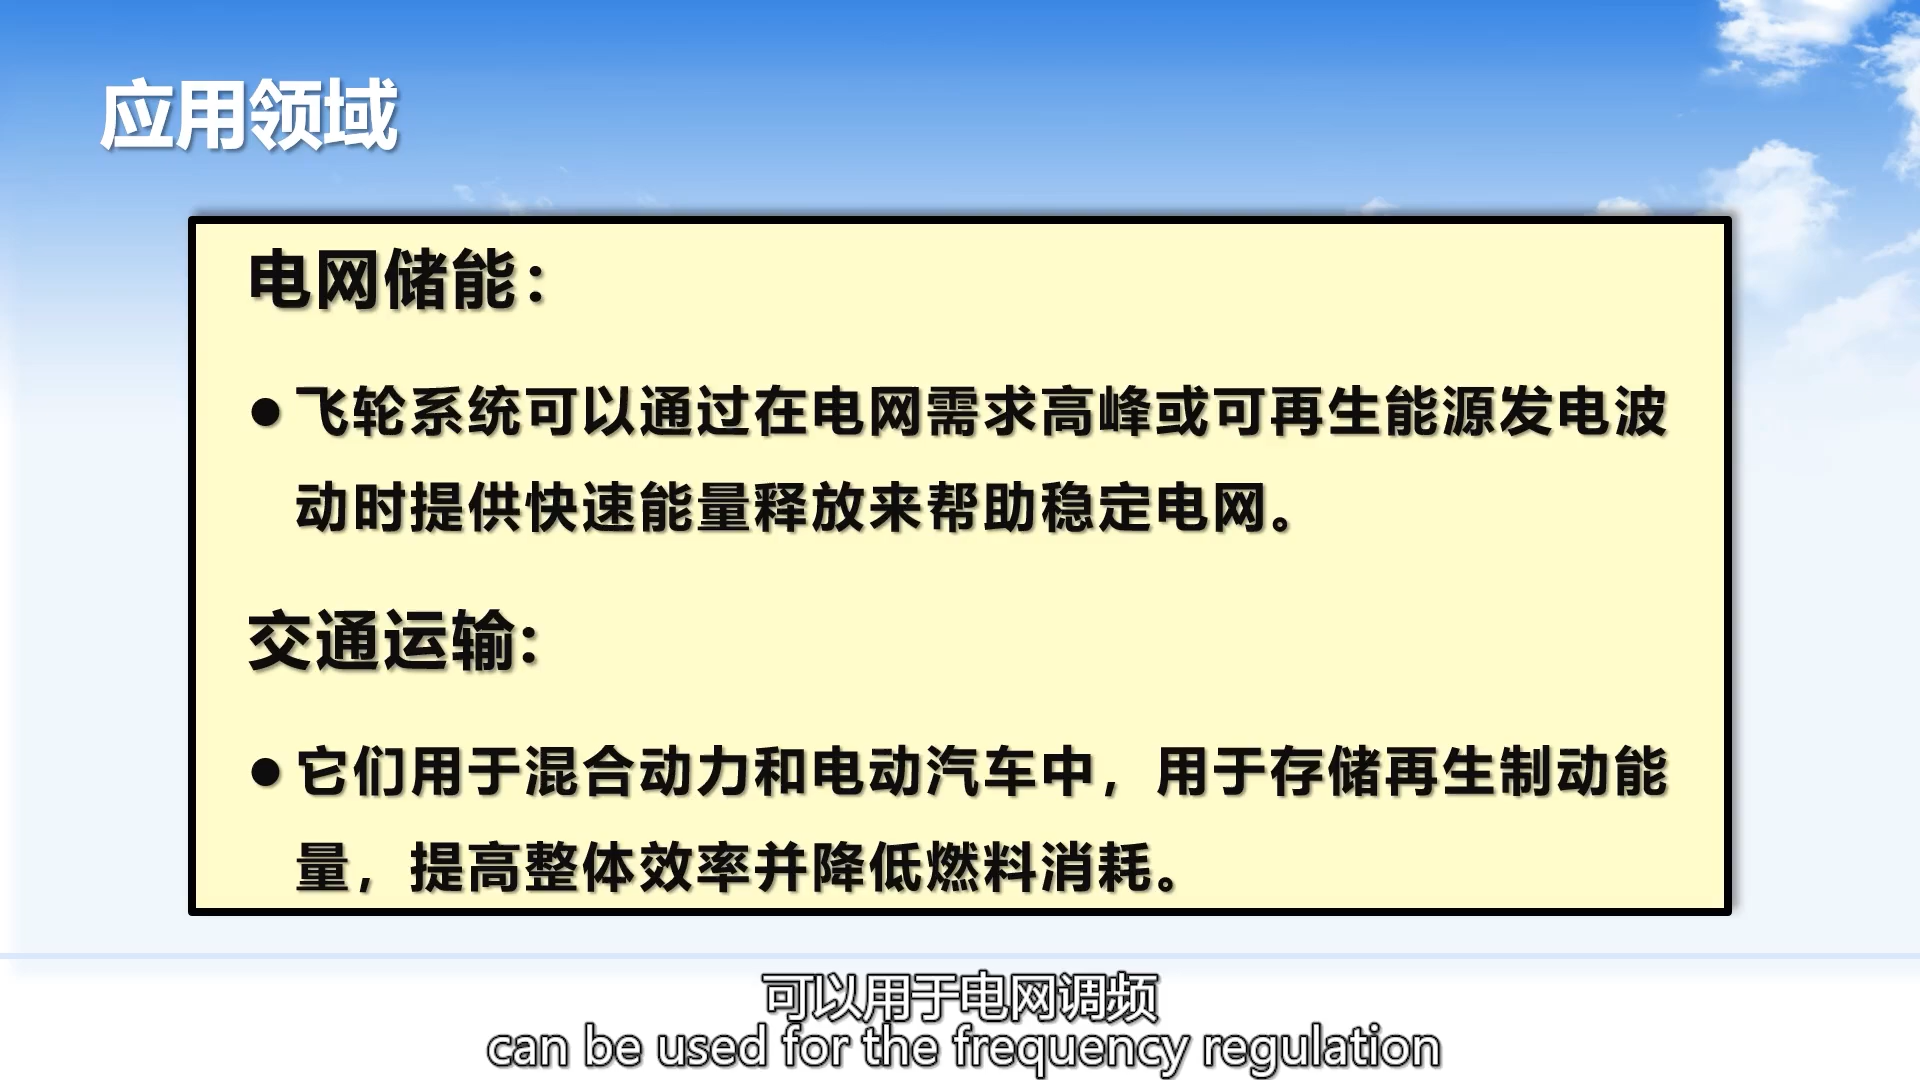 应用领域
电网储能：
●飞轮系统可以通过在电网需求高峰或可再生能源发电波
动时提供快速能量释放来帮助稳定电网。
交通运输:
●它们用于混合动力和电动汽车中，用于存储再生制动能
量，提高整体效率并降低燃料消耗。
可以用于电网调频
can be used for the frequency regulation